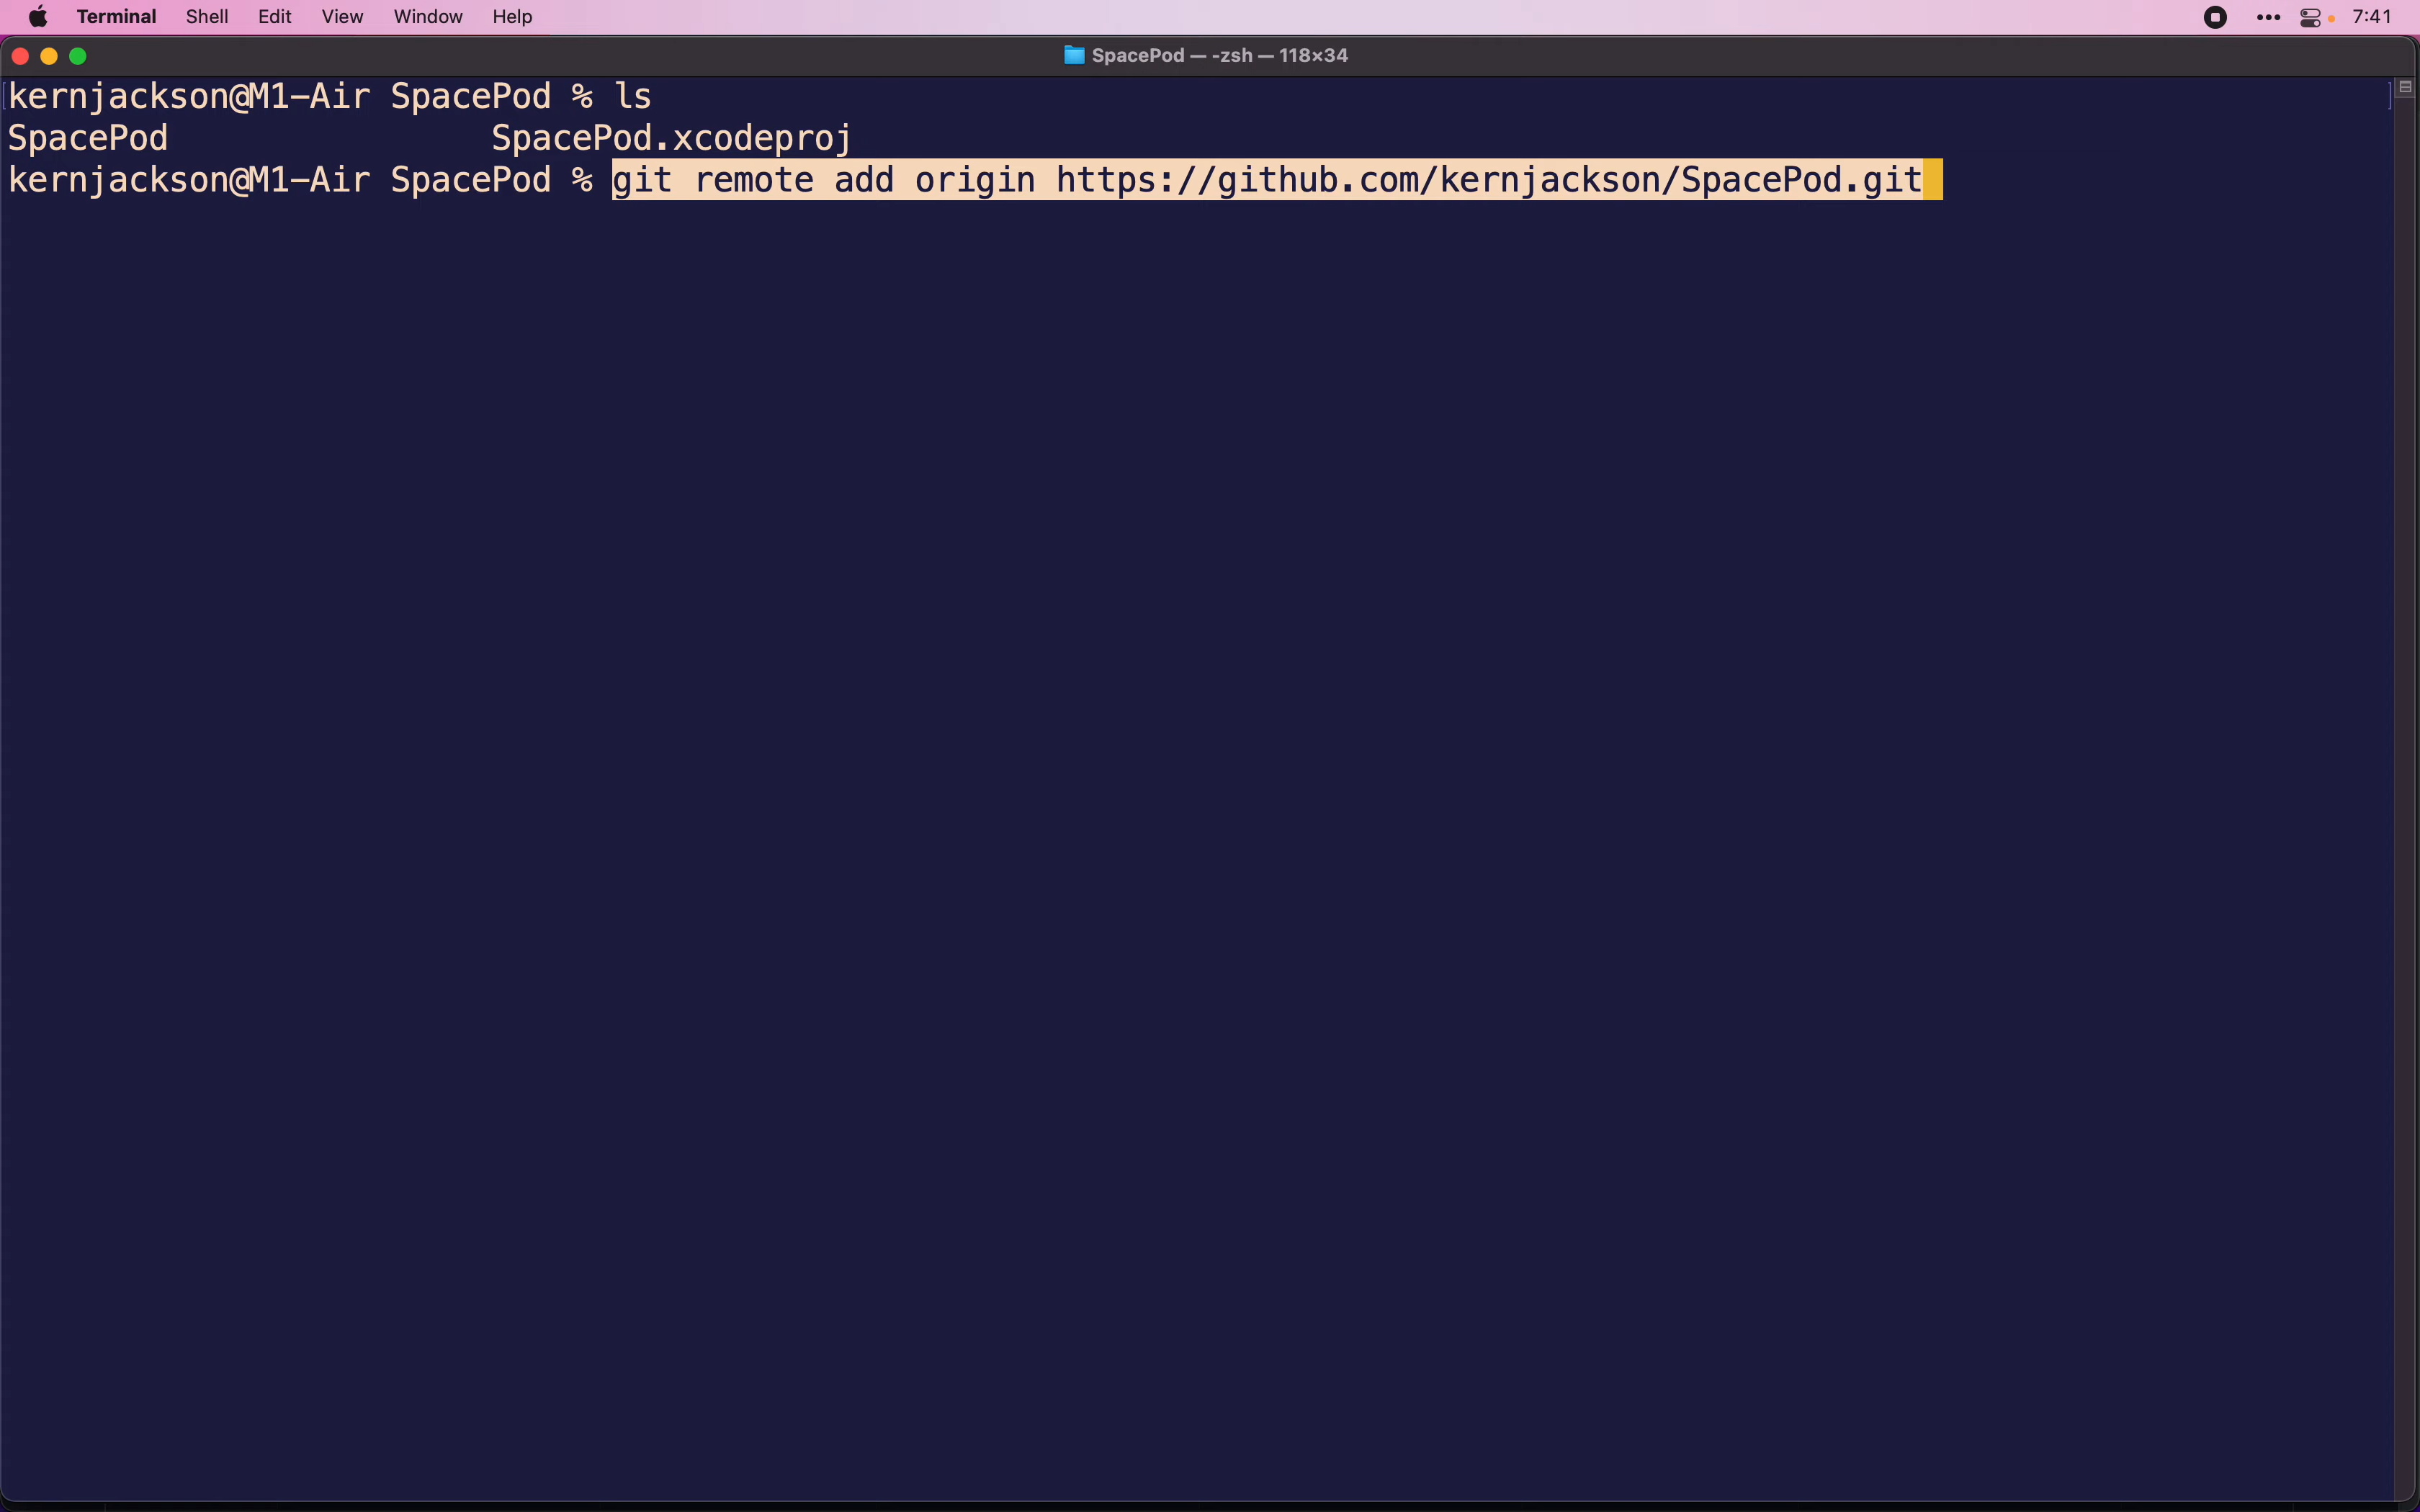 Terminal Shell Edit View Window Help 7:41
SpacePod — -zsh — 118×34
kernjackson@M1-Air SpacePod % ls
SpacePod SpacePod.xcodeproj
kernjackson@M1-Air SpacePod % git remote add origin https://github.com/kernjackson/SpacePod.git